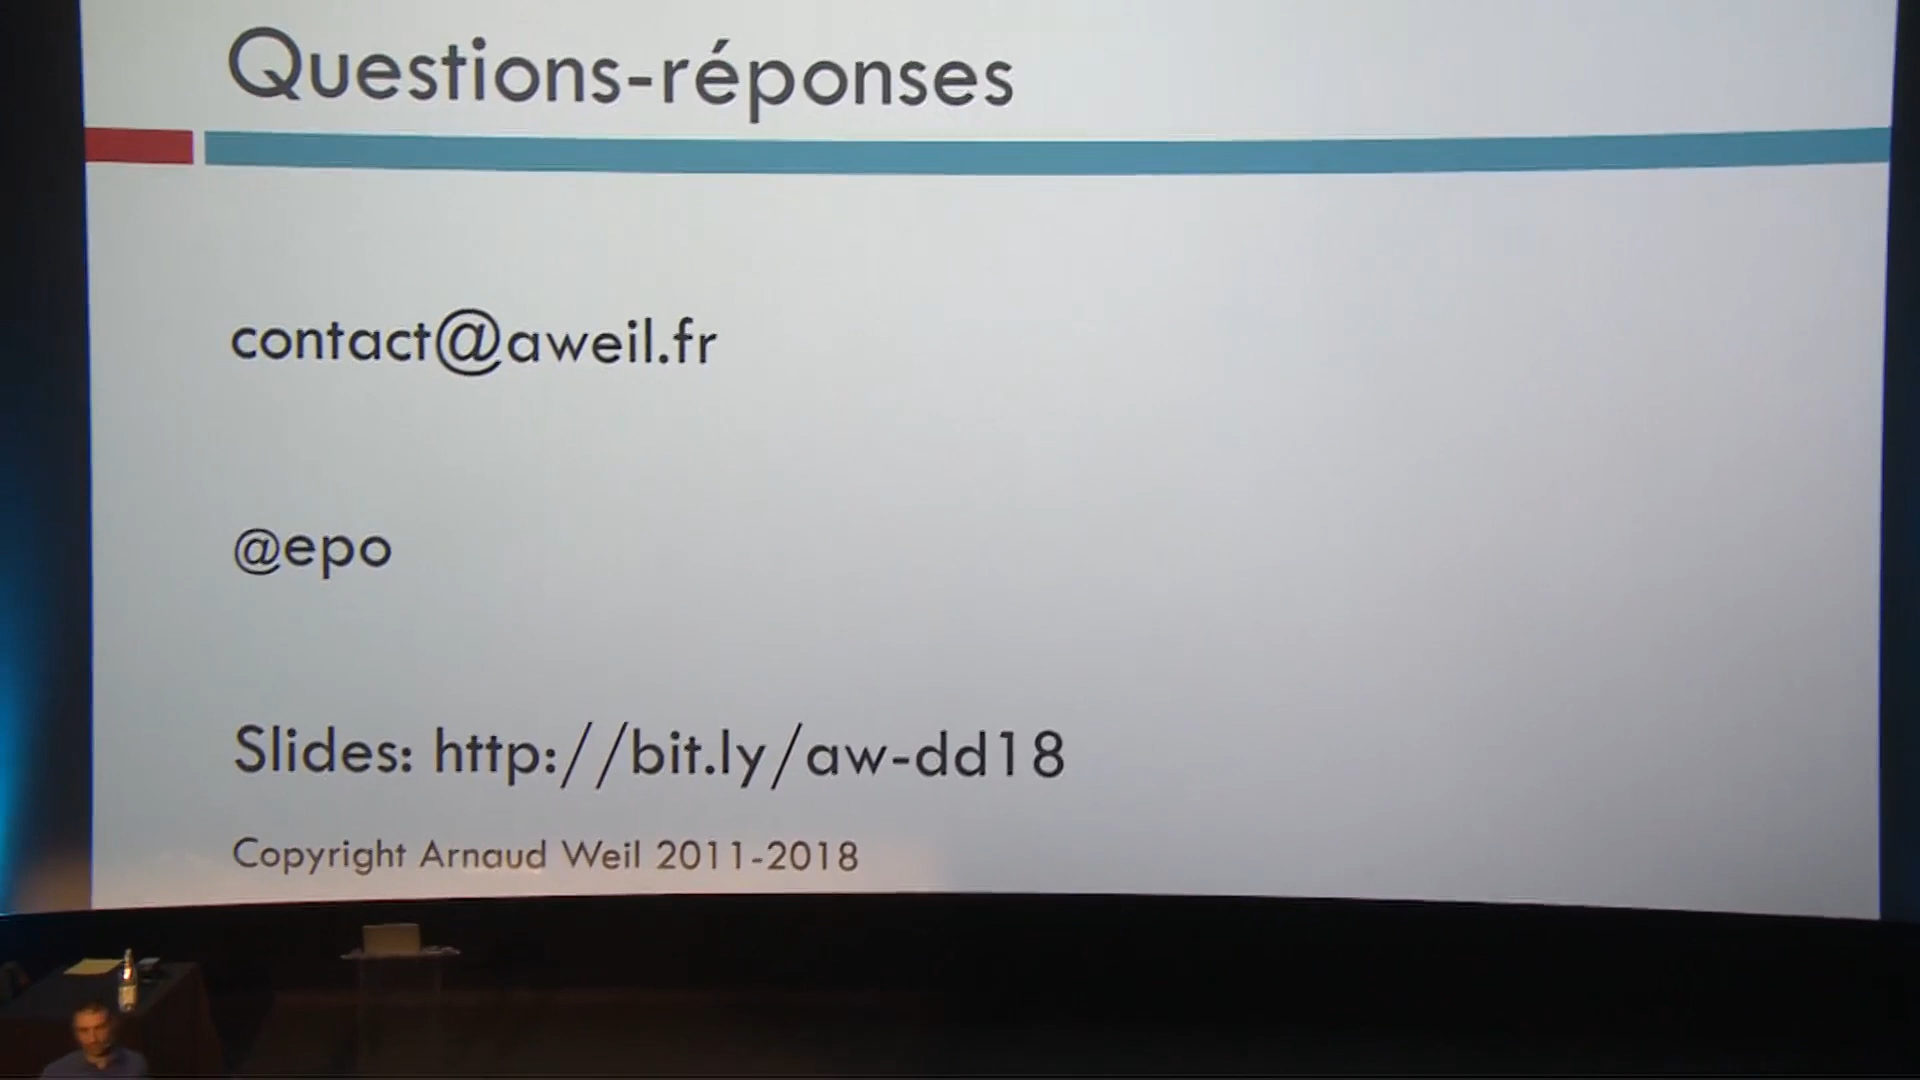 Questions-réponses
contact@aweil.fr
@epo
Slides: http://bit.ly/aw-dd18
Copyright Arnaud Weil 2011-2018